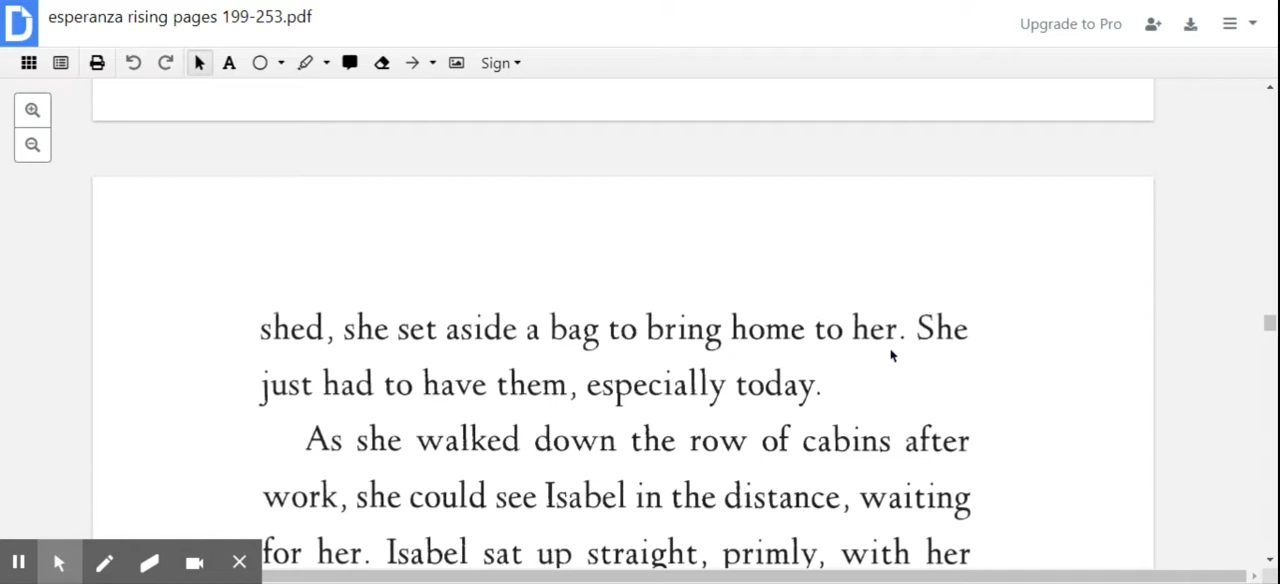 esperanza rising pages 199-253.pdf
Upgrade to Pro
A
Sign
shed, she set aside a bag to bring home to her. She
just had to have them, especially today.
As she walked down the row of cabins after
work, she could see Isabel in the distance, waiting
for her. Isabel sat up straight, primly, with her